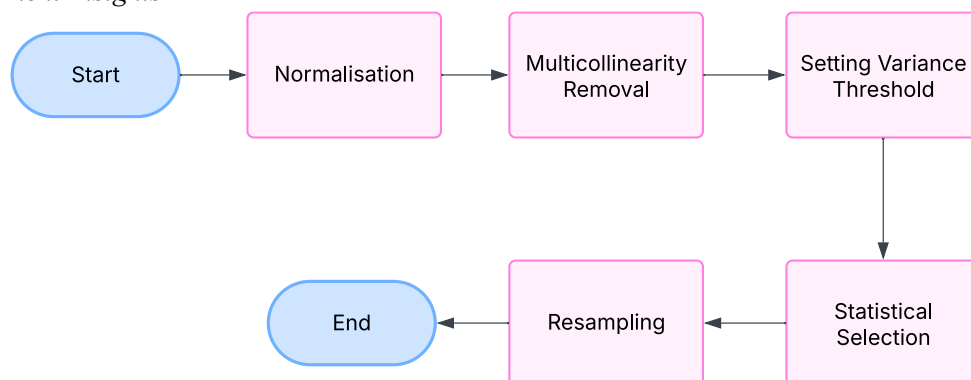 Start
Normalisation
Multicollinearity
Removal
Setting Variance
Threshold
Statistical
Selection
Resampling
End